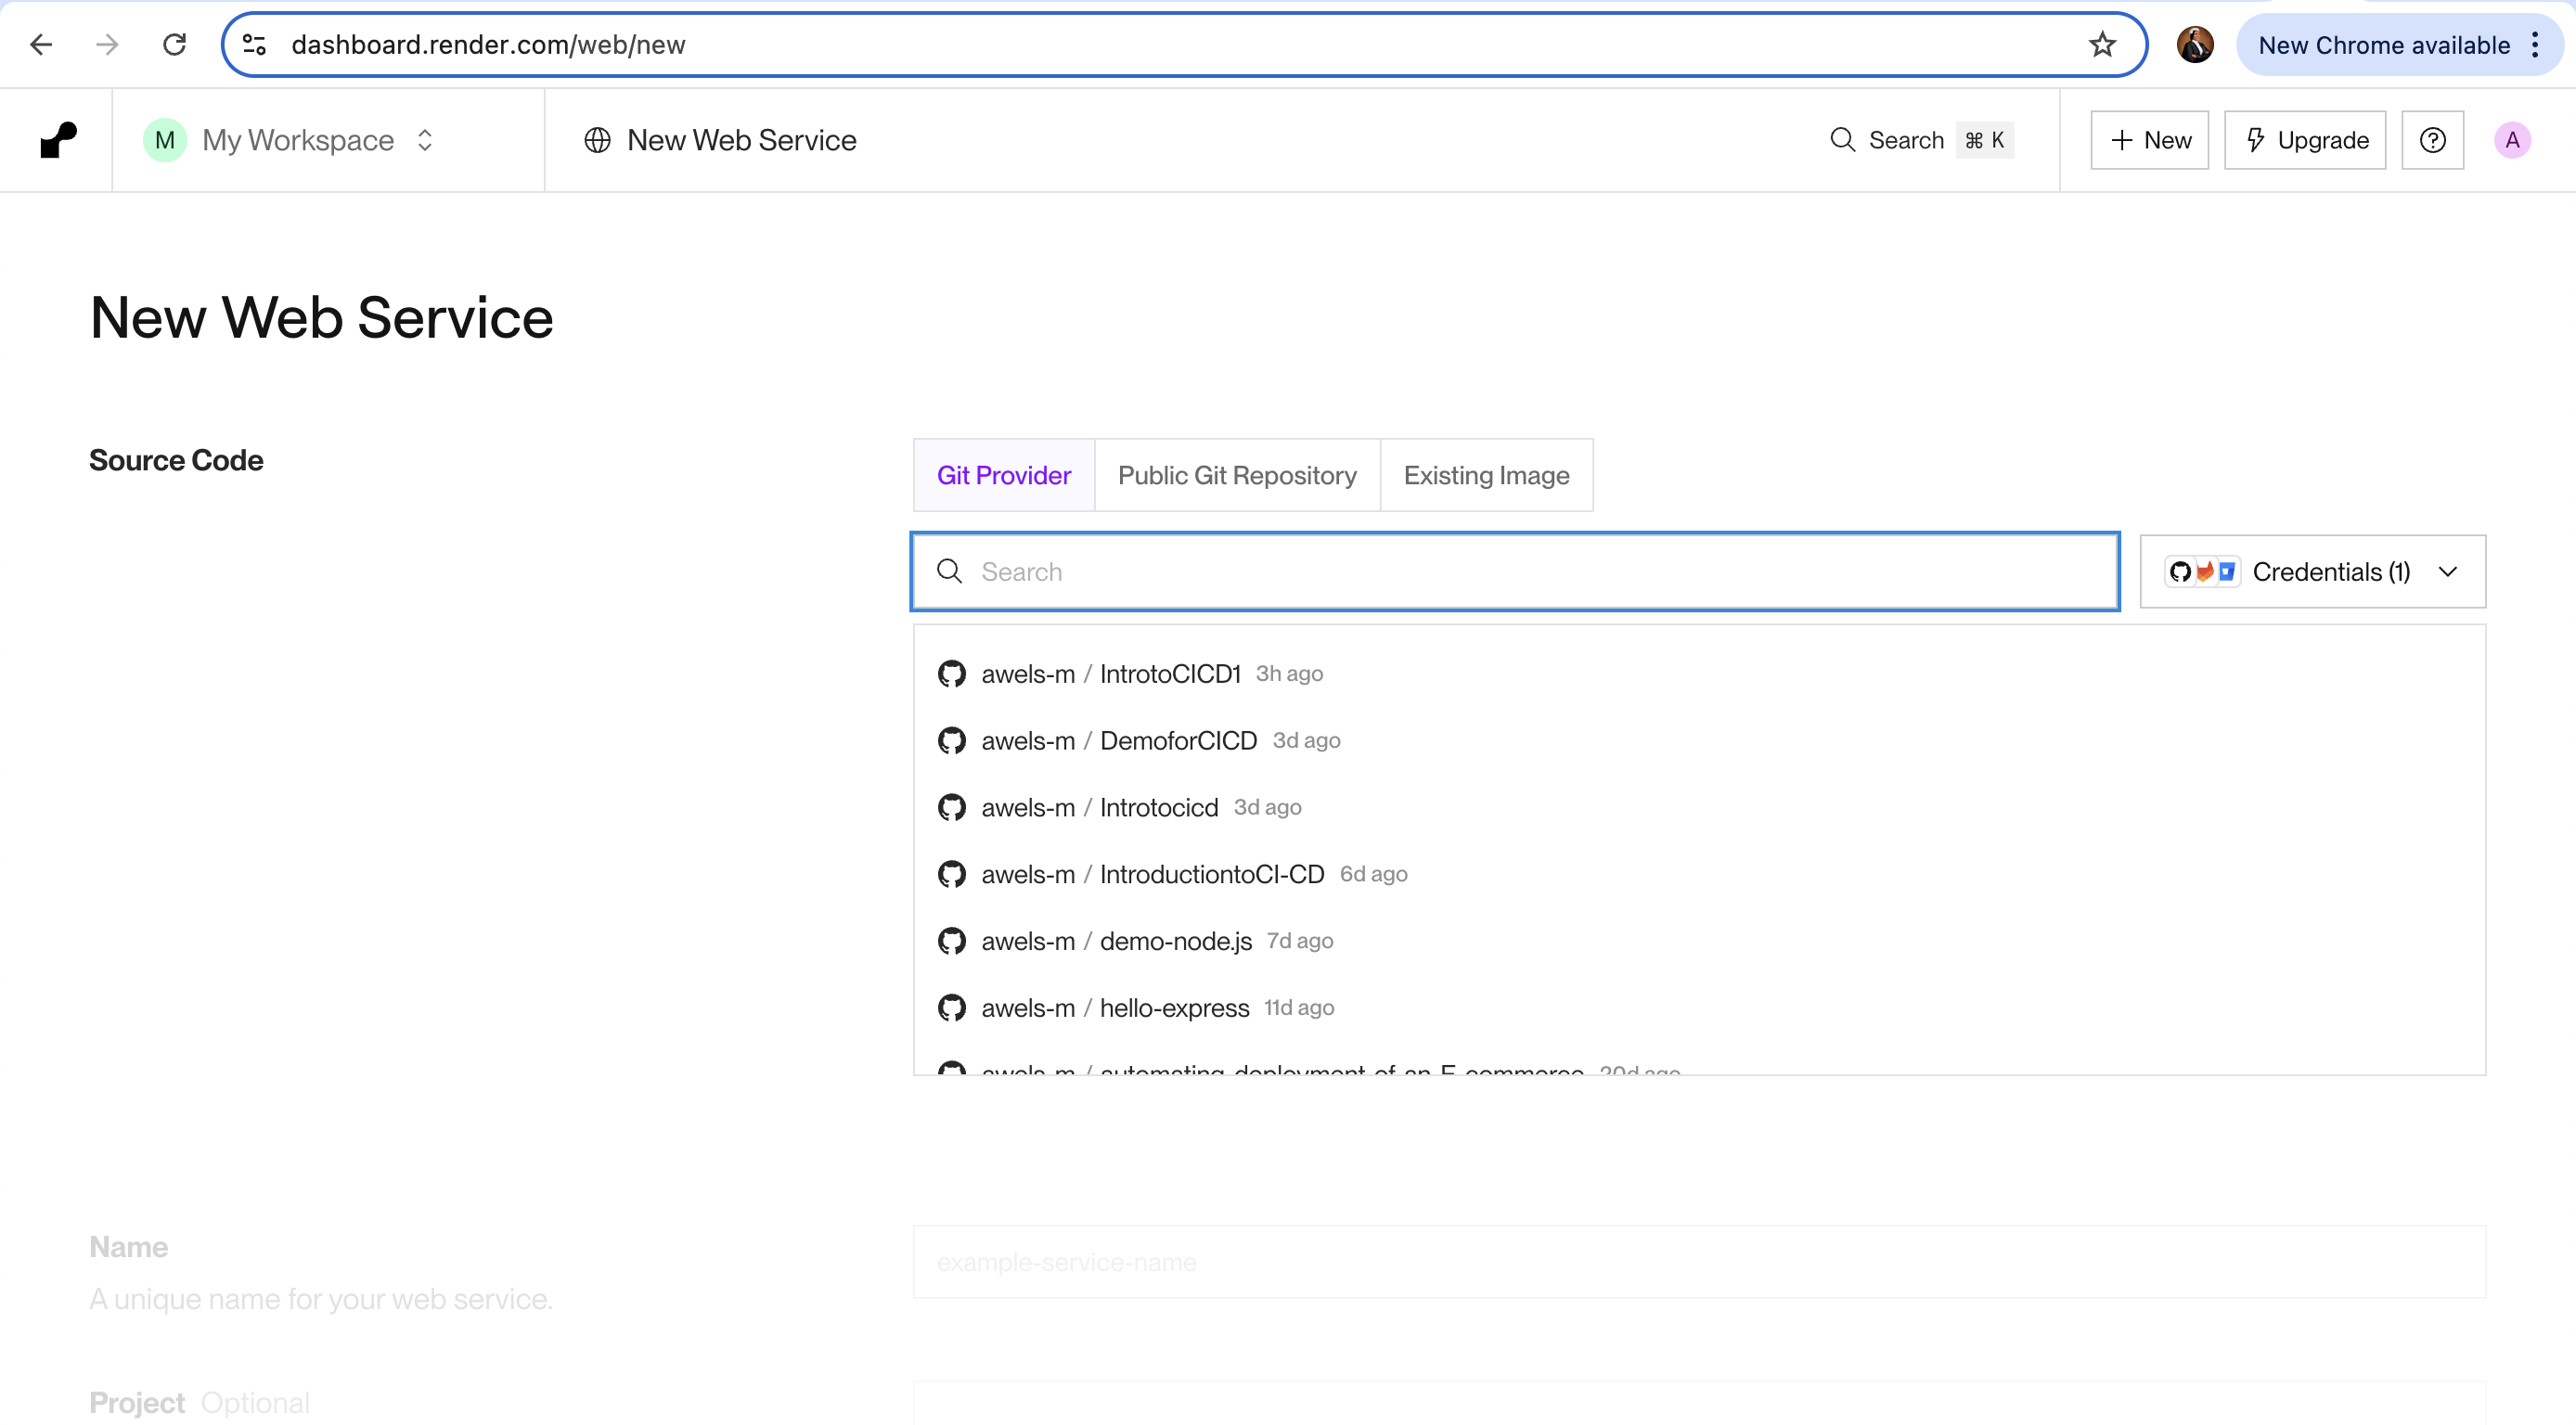 dashboard.render.com/web/new
New Chrome available
M My Workspace
New Web Service
Search ⌘ K
+ New
Upgrade
A
New Web Service
Source Code
Git Provider
Public Git Repository
Existing Image
Search
Credentials (1)
awels-m / IntrotoCICD1 3h ago
awels-m / DemoforCICD 3d ago
awels-m / Introtocicd 3d ago
awels-m / IntroductiontoCI-CD 6d ago
awels-m / demo-node.js 7d ago
awels-m / hello-express 11d ago
awels-m / automating-deployment-of-an-E-commerce 20d ago
Name
example-service-name
A unique name for your web service.
Project Optional